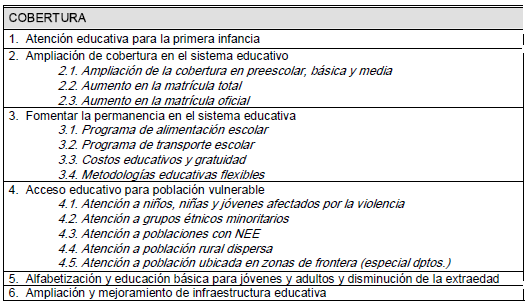 COBERTURA
1. Atención educativa para la primera infancia
2. Ampliación de cobertura en el sistema educativo
2.1. Ampliación de la cobertura en preescolar, básica y media
2.2. Aumento en la matrícula total
2.3. Aumento en la matrícula oficial
3. Fomentar la permanencia en el sistema educativa
3.1. Programa de alimentación escolar
3.2. Programa de transporte escolar
3.3. Costos educativos y gratuidad
3.4. Metodologías educativas flexibles
4. Acceso educativo para población vulnerable
4.1. Atención a niños, niñas y jóvenes afectados por la violencia
4.2. Atención a grupos étnicos minoritarios
4.3. Atención a poblaciones con NEE
4.4. Atención a población rural dispersa
4.5. Atención a población ubicada en zonas de frontera (especial dptos.)
5. Alfabetización y educación básica para jóvenes y adultos y disminución de la extraedad
6. Ampliación y mejoramiento de infraestructura educativa